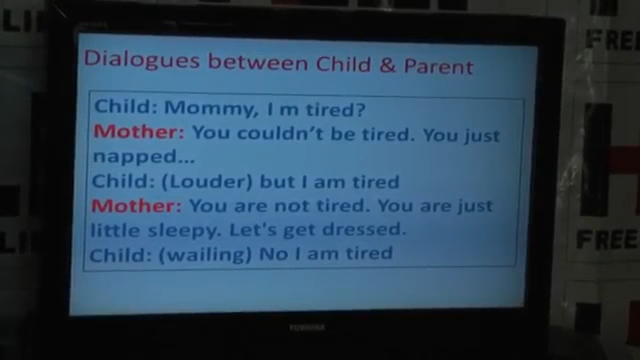 Dialogues between Child & Parent
Child: Mommy, I m tired?
Mother: You couldn't be tired. You just
napped...
Child: (Louder) but I am tired
Mother: You are not tired. You are just
little sleepy. Let's get dressed.
Child: (wailing) No I am tired
TOSHIBA
FREE
FREE